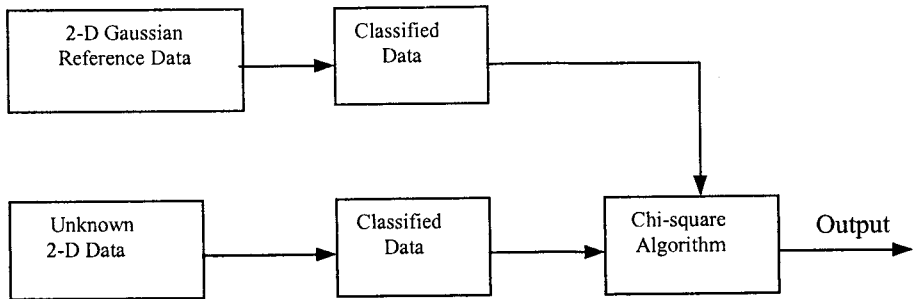 2-D Gaussian
Reference Data
Classified
Data
Unknown
2-D Data
Classified
Data
Chi-square
Algorithm
Output